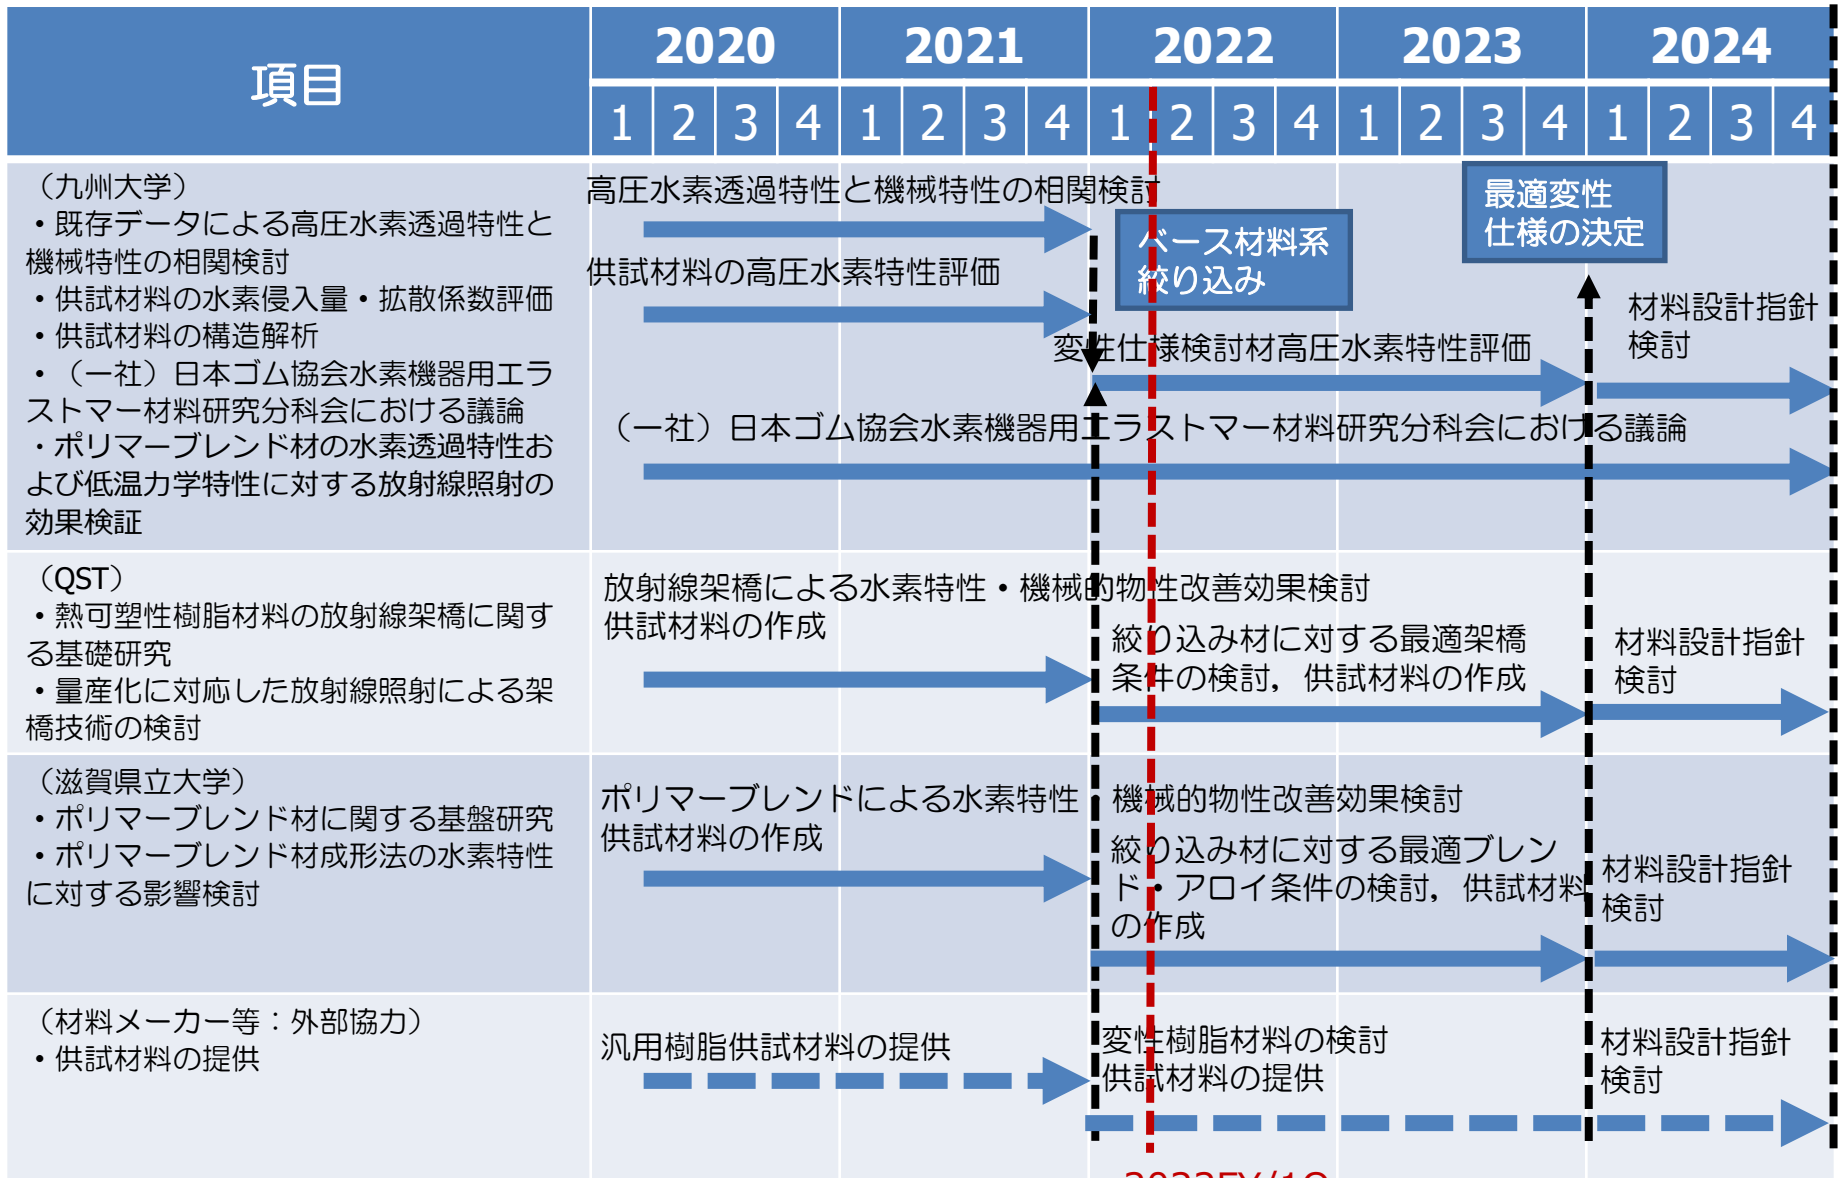 項目
2020 2021 2022 2023 2024
1 2 3 4 1 2 3 4 1 2 3 4 1 2 3 4 1 2 3 4
（九州大学）
・既存データによる高圧水素透過特性と
機械特性の相関検討
・供試材料の水素侵入量・拡散係数評価
・供試材料の構造解析
・（一社）日本ゴム協会水素機器用エラ
ストマー材料研究分科会における議論
・ポリマーブレンド材の水素透過特性お
よび低温力学特性に対する放射線照射の
効果検証
高圧水素透過特性と機械特性の相関検討
供試材料の高圧水素特性評価
ベース材料系
絞り込み
最適変性
仕様の決定
変性仕様検討材高圧水素特性評価
材料設計指針
検討
（一社）日本ゴム協会水素機器用エラストマー材料研究分科会における議論
（QST）
・熱可塑性樹脂材料の放射線架橋に関す
る基礎研究
・量産化に対応した放射線照射による架
橋技術の検討
放射線架橋による水素特性・機械的物性改善効果検討
供試材料の作成
絞り込み材に対する最適架橋
条件の検討，供試材料の作成
材料設計指針
検討
（滋賀県立大学）
・ポリマーブレンド材に関する基盤研究
・ポリマーブレンド材成形法の水素特性
に対する影響検討
ポリマーブレンドによる水素特性・機械的物性改善効果検討
供試材料の作成
絞り込み材に対する最適ブレン
ド・アロイ条件の検討，供試材料
の作成
材料設計指針
検討
（材料メーカー等：外部協力）
・供試材料の提供
汎用樹脂供試材料の提供
変性樹脂材料の検討
供試材料の提供
材料設計指針
検討